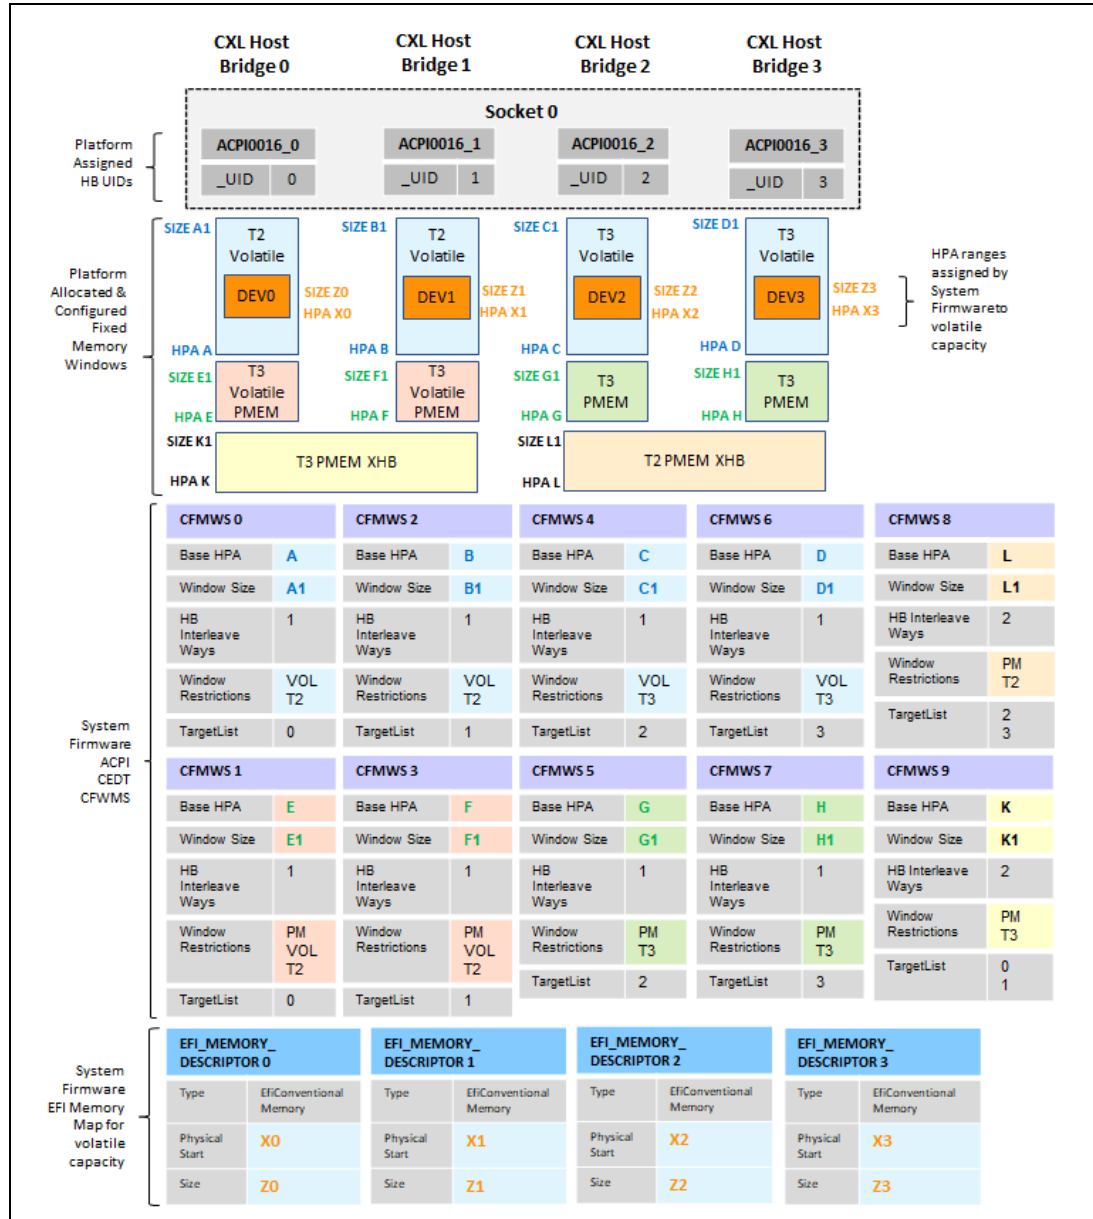 CXL Host
Bridge 0
CXL Host
Bridge 1
CXL Host
Bridge 2
CXL Host
Bridge 3
Socket 0
Platform
Assigned
HB UIDs
ACPI0016_0
_UID 0
ACPI0016_1
_UID 1
ACPI0016_2
_UID 2
ACPI0016_3
_UID 3
Platform
Allocated &
Configured
Fixed
Memory
Windows
SIZE A1
T2
Volatile
DEV0
SIZE Z0
HPA X0
HPA A
SIZE B1
T2
Volatile
DEV1
SIZE Z1
HPA X1
HPA B
SIZE C1
T3
Volatile
DEV2
SIZE Z2
HPA X2
HPA C
SIZE D1
T3
Volatile
DEV3
SIZE Z3
HPA X3
HPA D
HPA ranges
assigned by
System
Firmwareto
volatile
capacity
SIZE E1
T3
Volatile
PMEM
HPA E
SIZE F1
T3
Volatile
PMEM
HPA F
SIZE G1
T3
PMEM
HPA G
SIZE H1
T3
PMEM
HPA H
SIZE K1
T3 PMEM XHB
HPA K
SIZE L1
T2 PMEM XHB
HPA L
System
Firmware
ACPI
CEDT
CFWMS
CFMWS 0
Base HPA A
Window Size A1
HB
Interleave
Ways
1
Window
Restrictions
VOL
T2
TargetList 0
CFMWS 2
Base HPA B
Window Size B1
HB
Interleave
Ways
1
Window
Restrictions
VOL
T2
TargetList 1
CFMWS 4
Base HPA C
Window Size C1
HB
Interleave
Ways
1
Window
Restrictions
VOL
T3
TargetList 2
CFMWS 6
Base HPA D
Window Size D1
HB
Interleave
Ways
1
Window
Restrictions
VOL
T3
TargetList 3
CFMWS 8
Base HPA L
Window Size L1
HB Interleave
Ways
2
Window
Restrictions
PM
T2
TargetList 2
3
CFMWS 1
Base HPA E
Window Size E1
HB
Interleave
Ways
1
Window
Restrictions
PM
VOL
T2
TargetList 0
CFMWS 3
Base HPA F
Window Size F1
HB
Interleave
Ways
1
Window
Restrictions
PM
VOL
T2
TargetList 1
CFMWS 5
Base HPA G
Window Size G1
HB
Interleave
Ways
1
Window
Restrictions
PM
T3
TargetList 2
CFMWS 7
Base HPA H
Window Size H1
HB
Interleave
Ways
1
Window
Restrictions
PM
T3
TargetList 3
CFMWS 9
Base HPA K
Window Size K1
HB Interleave
Ways
2
Window
Restrictions
PM
T3
TargetList 0
1
System
Firmware
EFI Memory
Map for
volatile
capacity
EFI_MEMORY_
DESCRIPTOR 0
Type
EfiConventional
Memory
Physical
Start
X0
Size Z0
EFI_MEMORY_
DESCRIPTOR 1
Type
EfiConventional
Memory
Physical
Start
X1
Size Z1
EFI_MEMORY_
DESCRIPTOR 2
Type
EfiConventional
Memory
Physical
Start
X2
Size Z2
EFI_MEMORY_
DESCRIPTOR 3
Type
EfiConventional
Memory
Physical
Start
X3
Size Z3